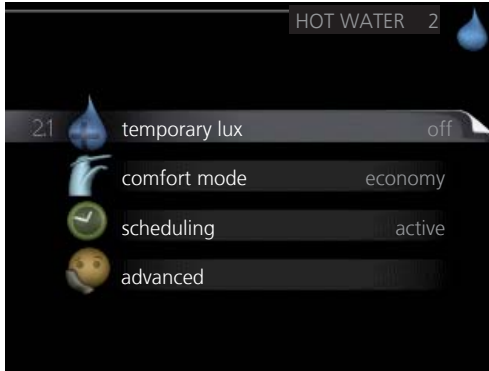 HOT WATER 2
2.1 temporary lux off
comfort mode economy
scheduling active
advanced